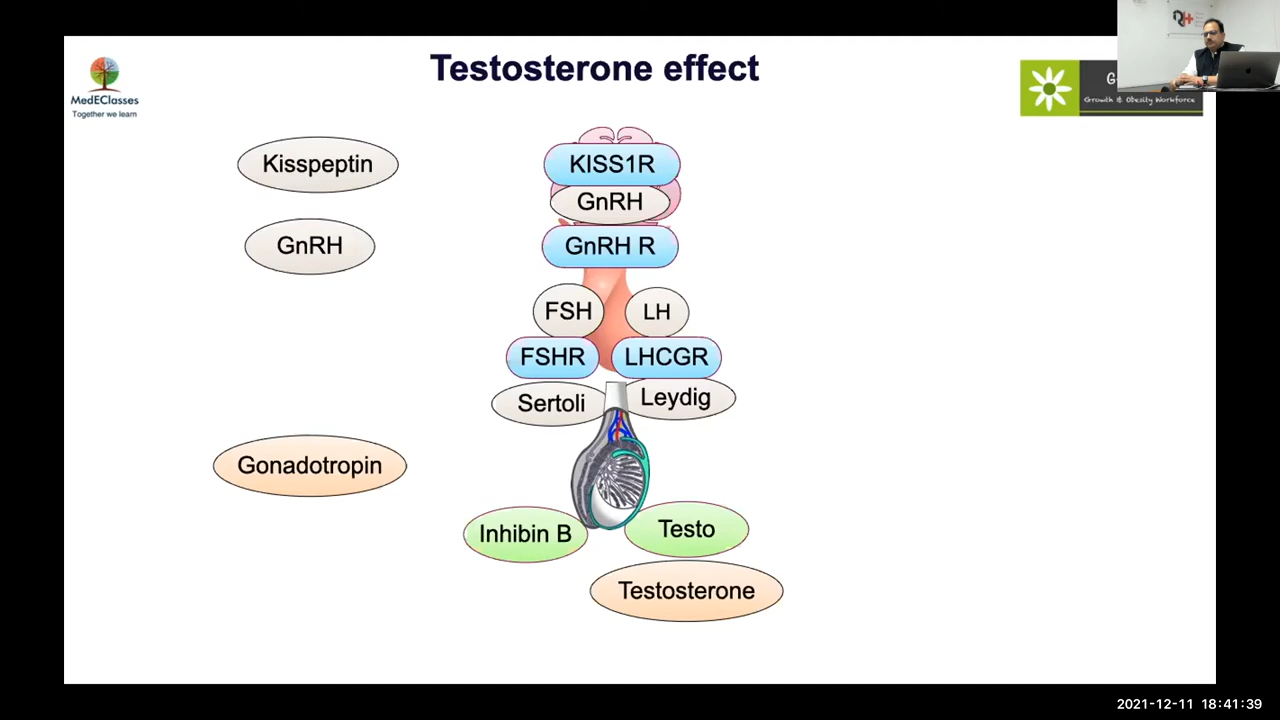 Testosterone effect
MedEClasses
Together we learn
Growth & Obesity Workforce
Kisspeptin
KISS1R
GnRH
GnRH
GnRH R
FSH
LH
FSHR
LHCGR
Sertoli
Leydig
Gonadotropin
Inhibin B
Testo
Testosterone
2021-12-11 18:41:39